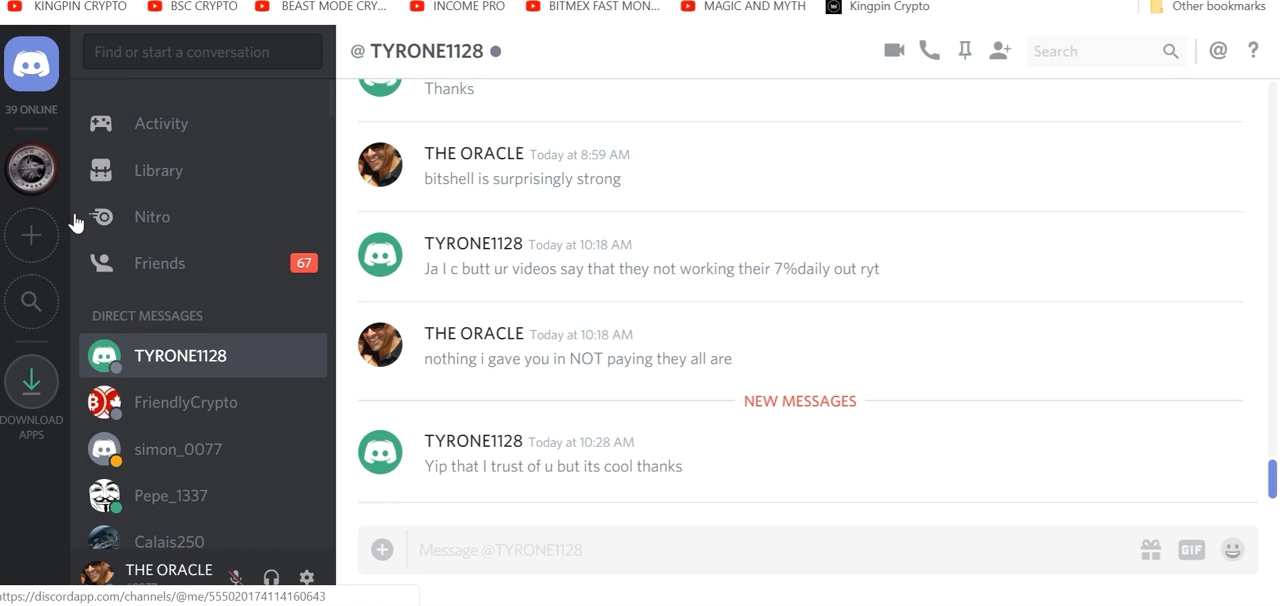 KINGPIN CRYPTO BSC CRYPTO BEAST MODE CRY... INCOME PRO BITMEX FAST MON... MAGIC AND MYTH Kingpin Crypto Other bookmarks
Find or start a conversation
@ TYRONE1128
Search
@ ?
39 ONLINE
Activity
Library
Nitro
Friends 67
DIRECT MESSAGES
TYRONE1128
FriendlyCrypto
simon_0077
Pepe_1337
Calais250
THE ORACLE
DOWNLOAD
APPS
Thanks
THE ORACLE Today at 8:59 AM
bitshell is surprisingly strong
TYRONE1128 Today at 10:18 AM
Ja I c butt ur videos say that they not working their 7%daily out ryt
THE ORACLE Today at 10:18 AM
nothing i gave you in NOT paying they all are
NEW MESSAGES
TYRONE1128 Today at 10:28 AM
Yip that I trust of u but its cool thanks
Message @TYRONE1128
GIF
ttps://discordapp.com/channels/@me/555020174114160643